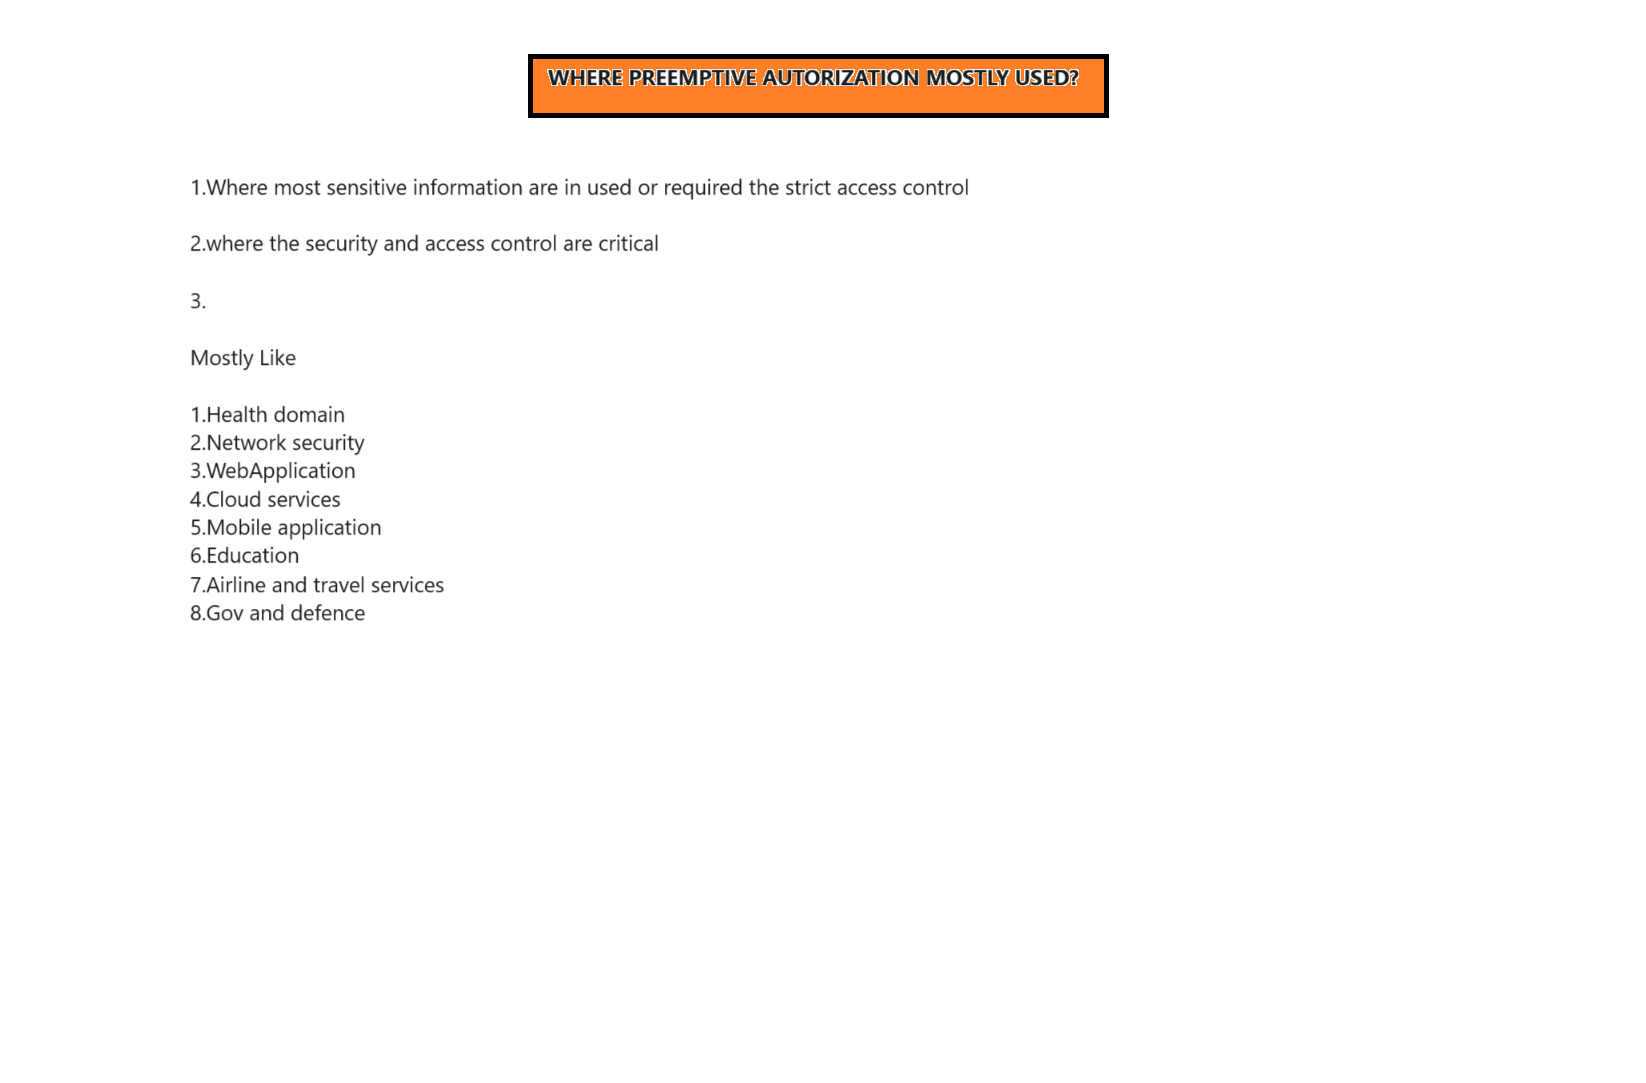 WHERE PREEMPTIVE AUTORIZATION MOSTLY USED?
1.Where most sensitive information are in used or required the strict access control
2.where the security and access control are critical
3.
Mostly Like
1.Health domain
2.Network security
3.WebApplication
4.Cloud services
5.Mobile application
6.Education
7.Airline and travel services
8.Gov and defence